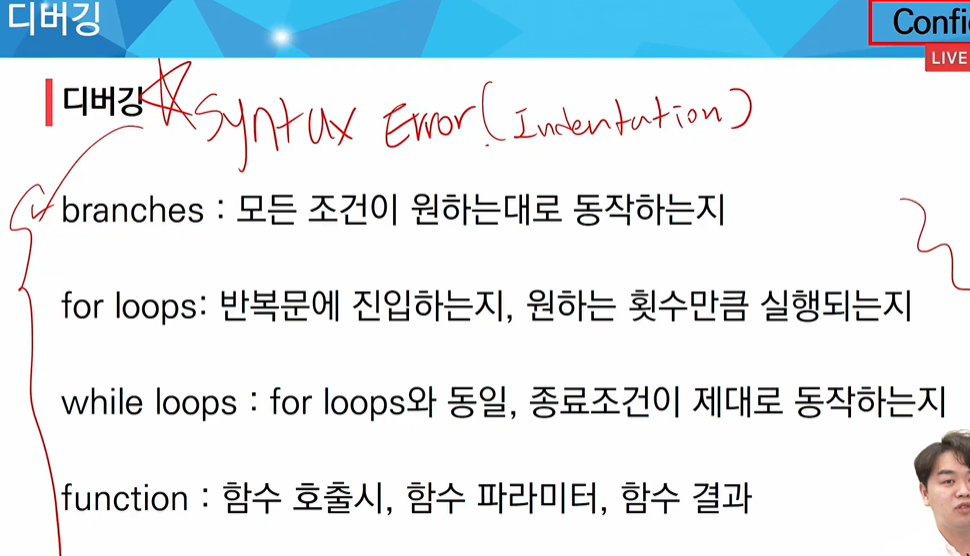 디버깅
Confi
LIVE
디버깅
Syntax Error (Indentation)
branches : 모든 조건이 원하는대로 동작하는지
for loops: 반복문에 진입하는지, 원하는 횟수만큼 실행되는지
while loops : for loops와 동일, 종료조건이 제대로 동작하는지
function : 함수 호출시, 함수 파라미터, 함수 결과